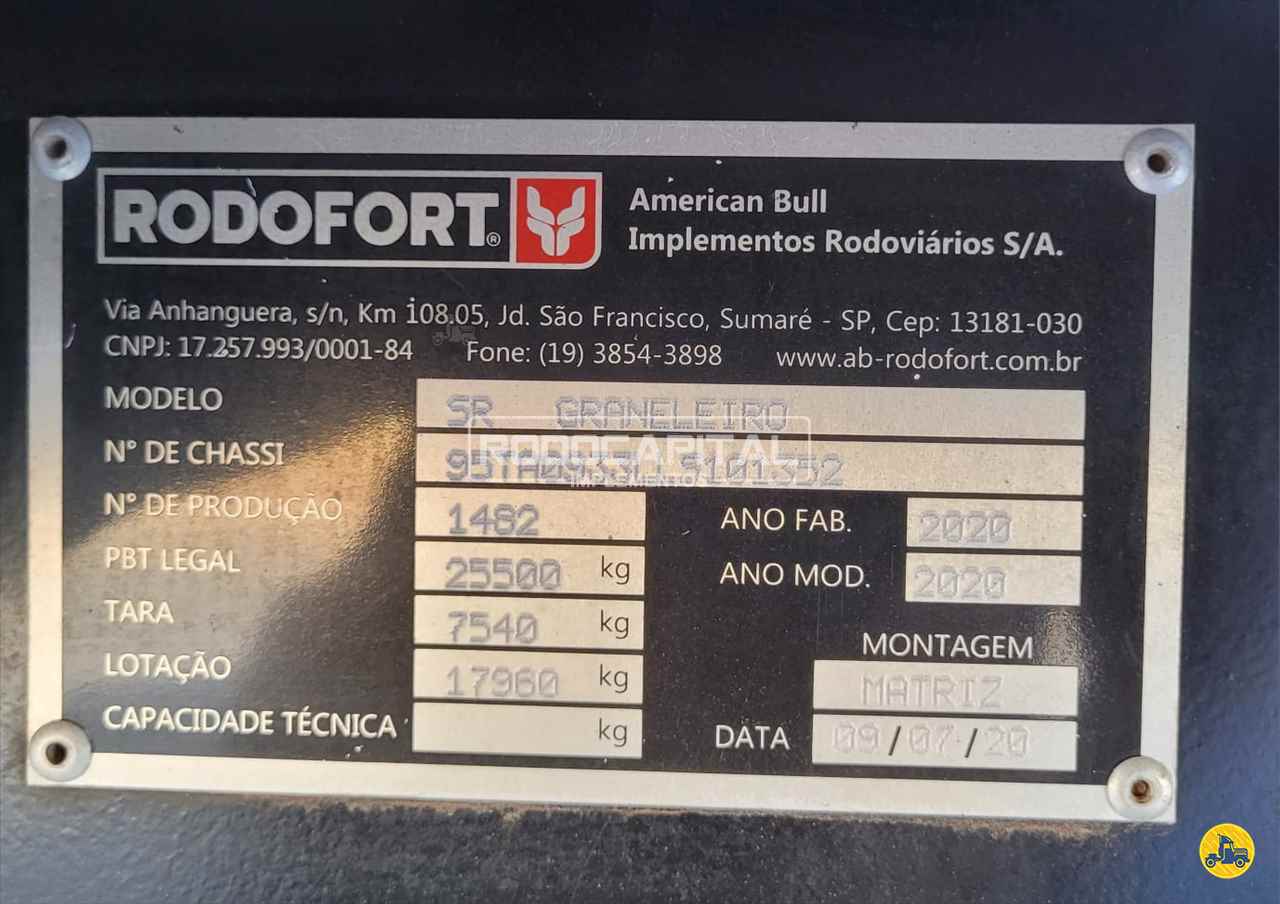 RODOFORT®
American Bull
Implementos Rodoviários S/A.
Via Anhanguera, s/n, Km 108,05, Jd. São Francisco, Sumaré - SP, Cep: 13181-030
CNPJ: 17.257.993/0001-84 Fone: (19) 3854-3898 www.ab-rodofort.com.br
MODELO SR GRANELEIRO
RODOCAPITAL
IMPLEMENTOS
N° DE CHASSI
N° DE PRODUÇÃO 1482 ANO FAB. 2020
PBT LEGAL 25500 kg ANO MOD. 2020
TARA 7540 kg
MONTAGEM
LOTAÇÃO 17960 kg MATRIZ
CAPACIDADE TÉCNICA kg DATA 09/07/20